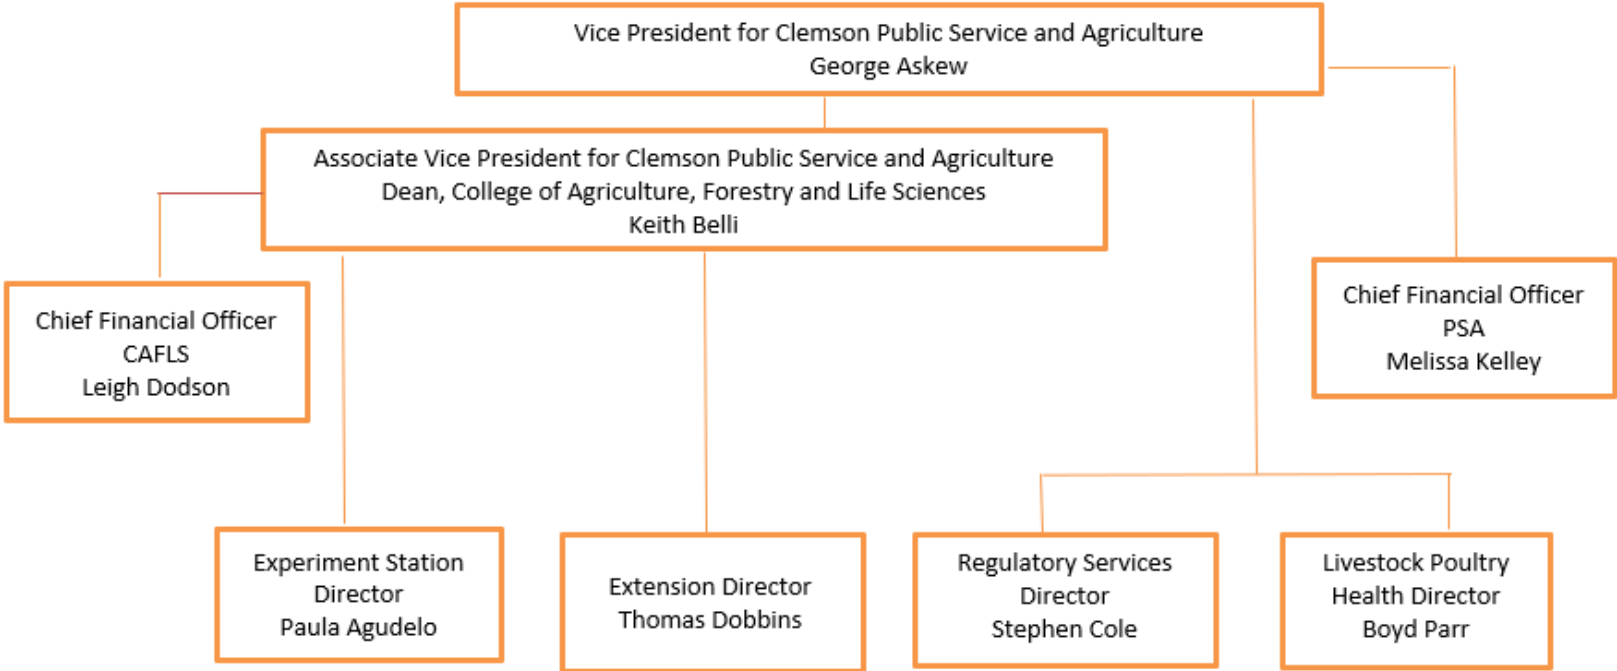 Vice President for Clemson Public Service and Agriculture
George Askew
Associate Vice President for Clemson Public Service and Agriculture
Dean, College of Agriculture, Forestry and Life Sciences
Keith Belli
Chief Financial Officer
CAFLS
Leigh Dodson
Chief Financial Officer
PSA
Melissa Kelley
Experiment Station
Director
Paula Agudelo
Extension Director
Thomas Dobbins
Regulatory Services
Director
Stephen Cole
Livestock Poultry
Health Director
Boyd Parr